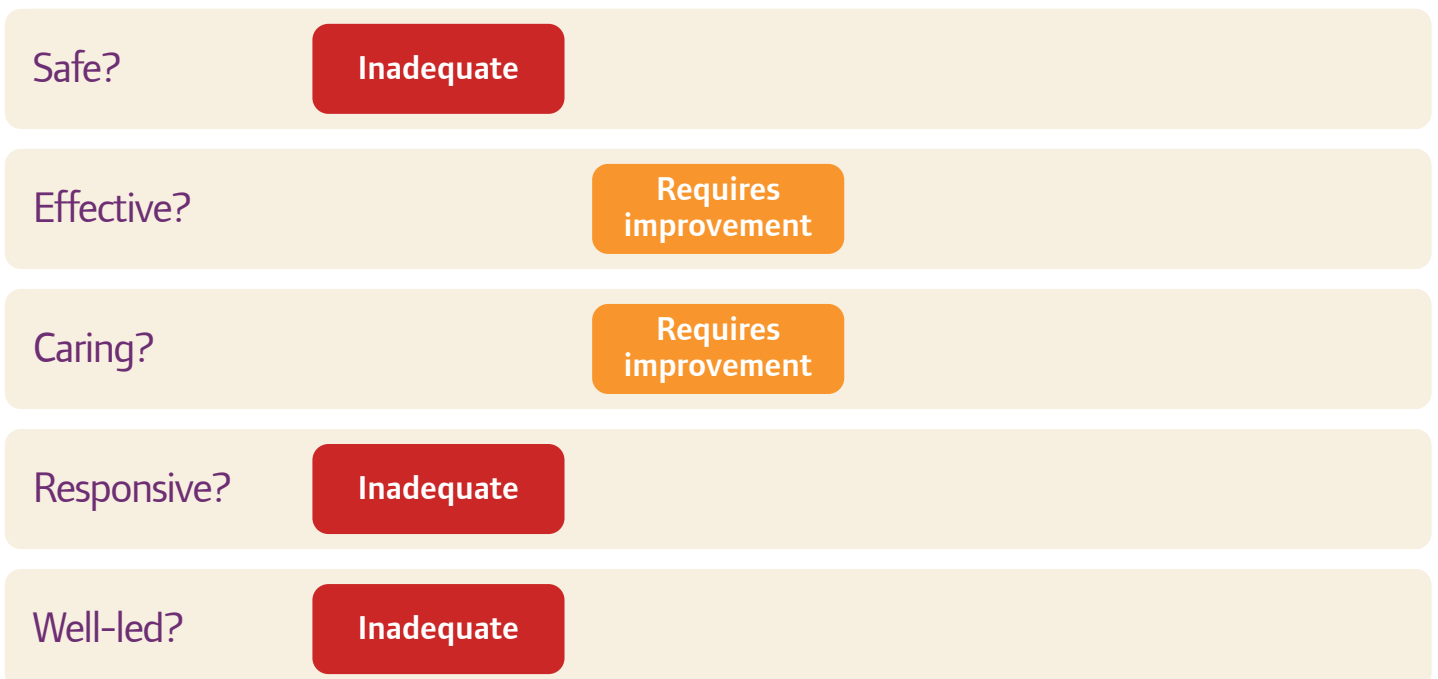 Safe?
Inadequate
Effective?
Requires
improvement
Caring?
Requires
improvement
Responsive?
Inadequate
Well-led?
Inadequate